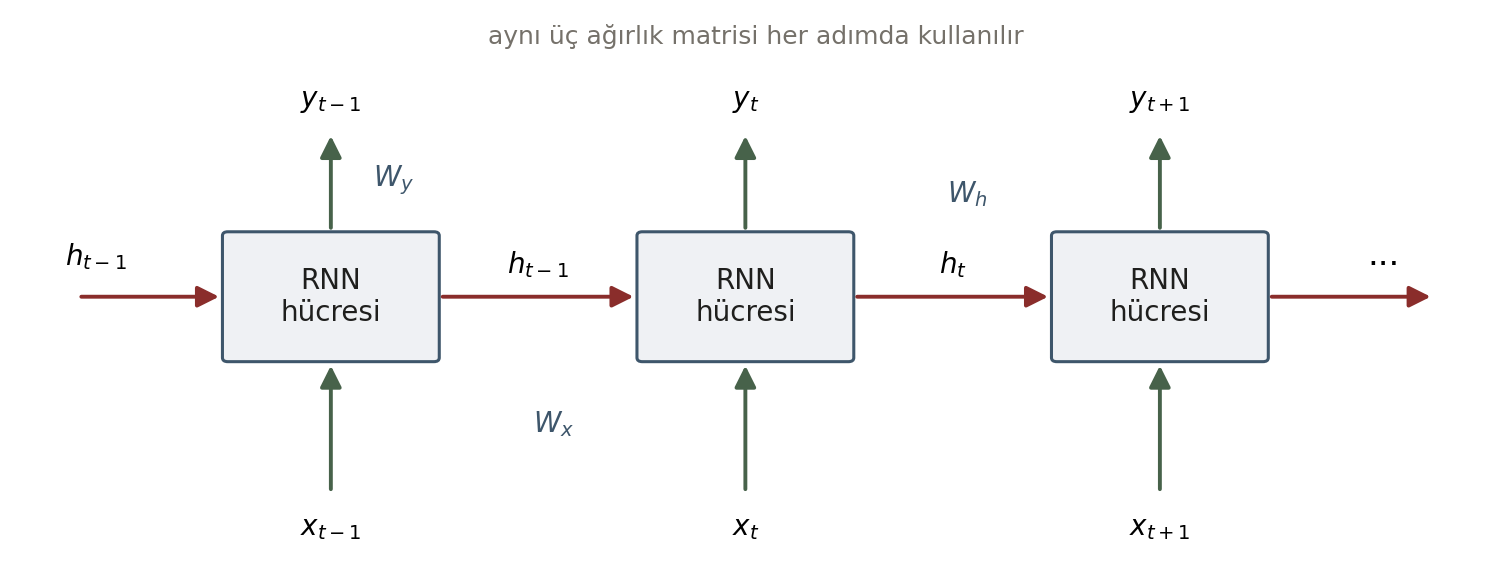 aynı üç ağırlık matrisi her adımda kullanılır
y_{t−1} y_t y_{t+1}
W_y W_h
h_{t−1} h_{t−1} h_t ...
RNN hücresi RNN hücresi RNN hücresi
W_x
x_{t−1} x_t x_{t+1}